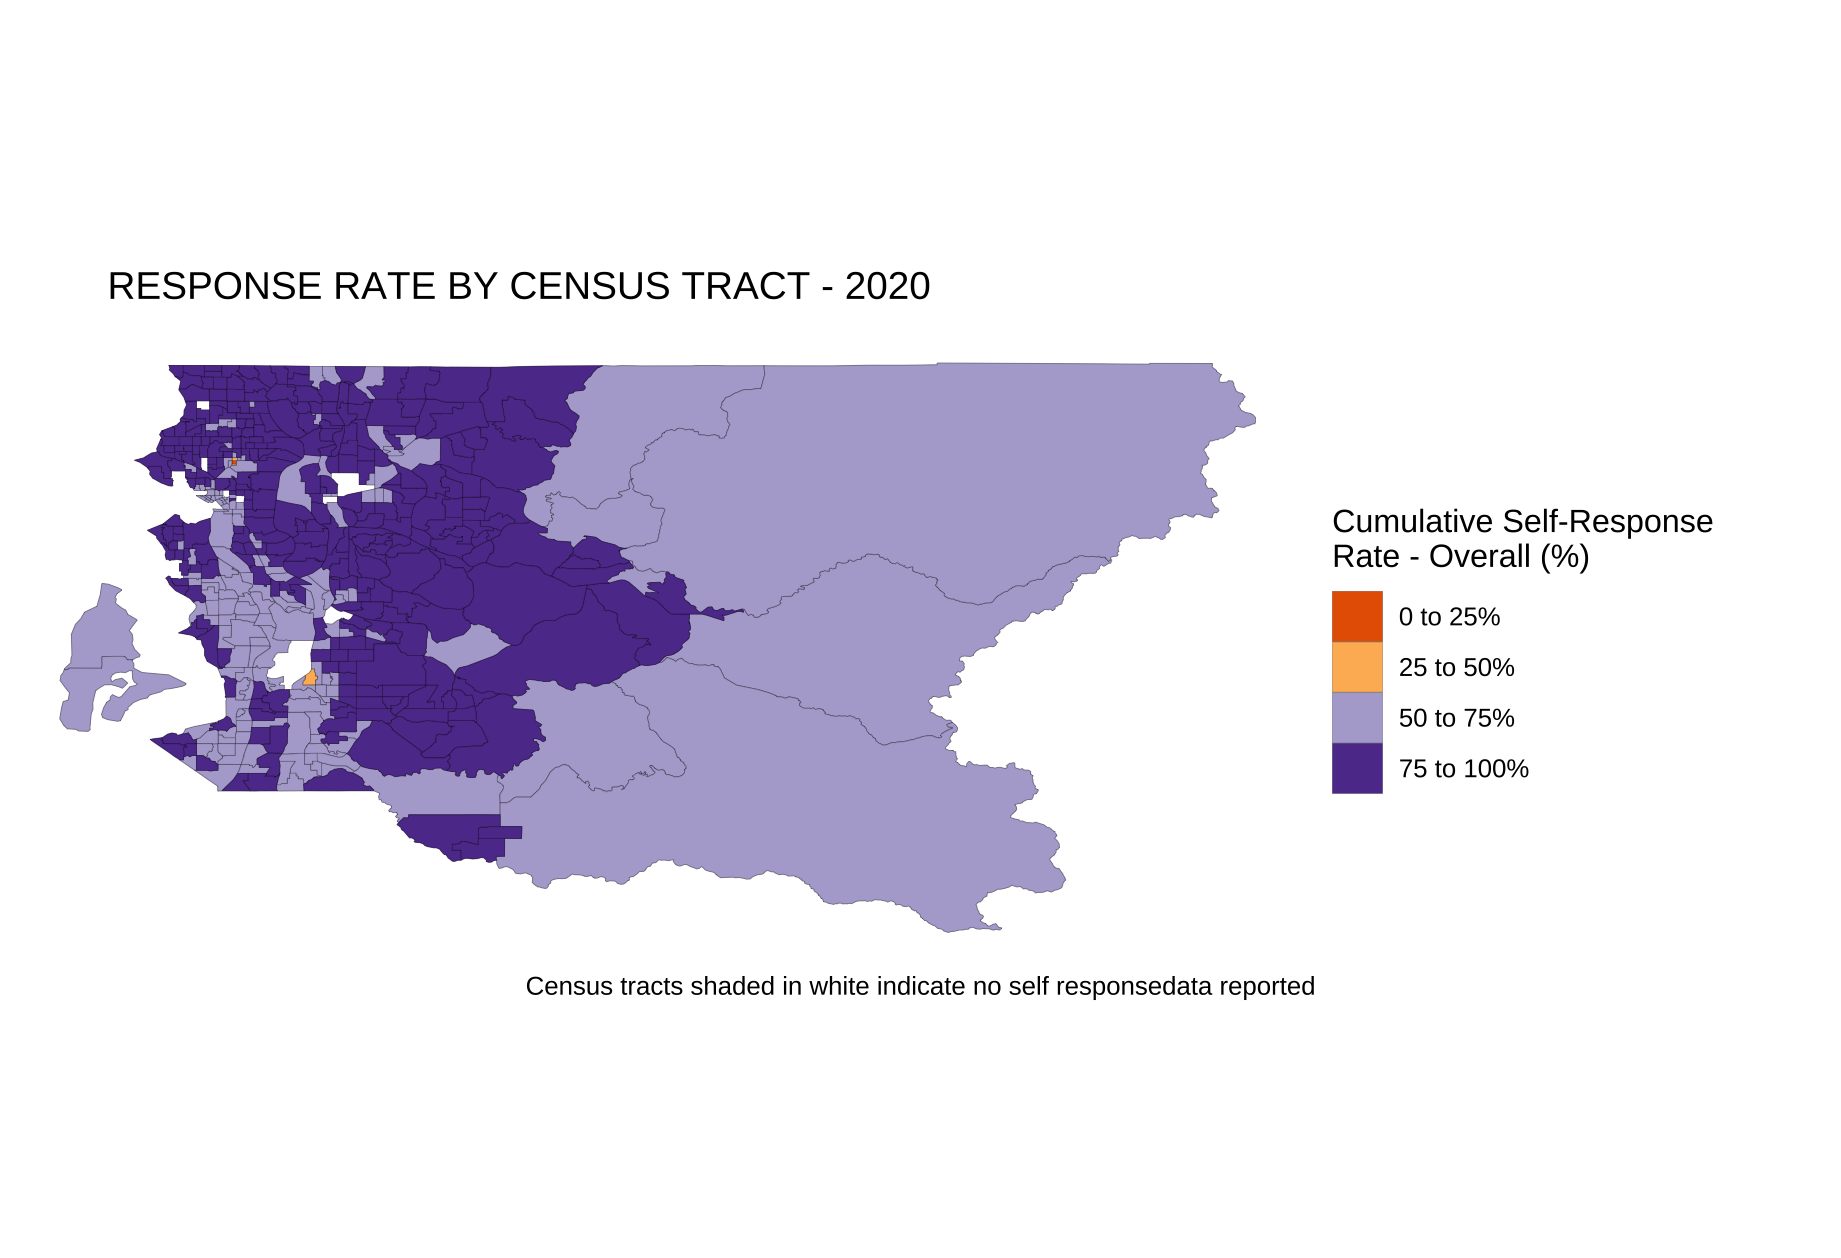 RESPONSE RATE BY CENSUS TRACT - 2020
Cumulative Self-Response
Rate - Overall (%)
0 to 25%
25 to 50%
50 to 75%
75 to 100%
Census tracts shaded in white indicate no self responsedata reported